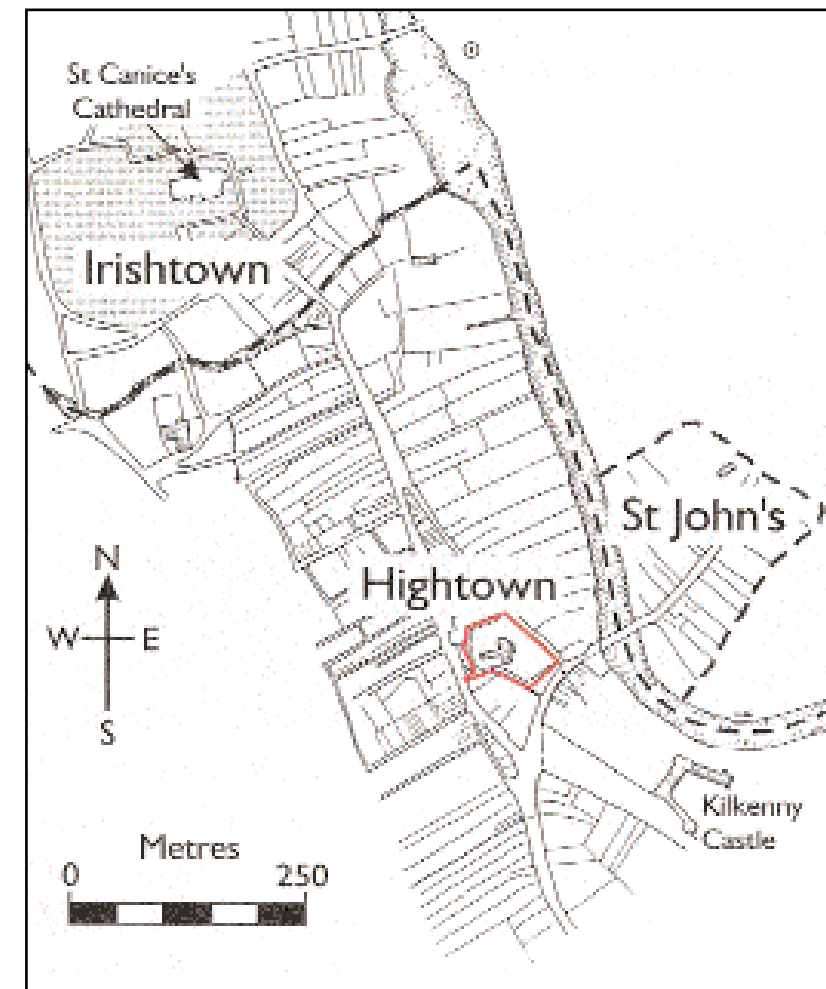 St Canice's
Cathedral
Irishtown
St John's
Hightown
N
W
E
S
Kilkenny
Castle
Metres
0
250